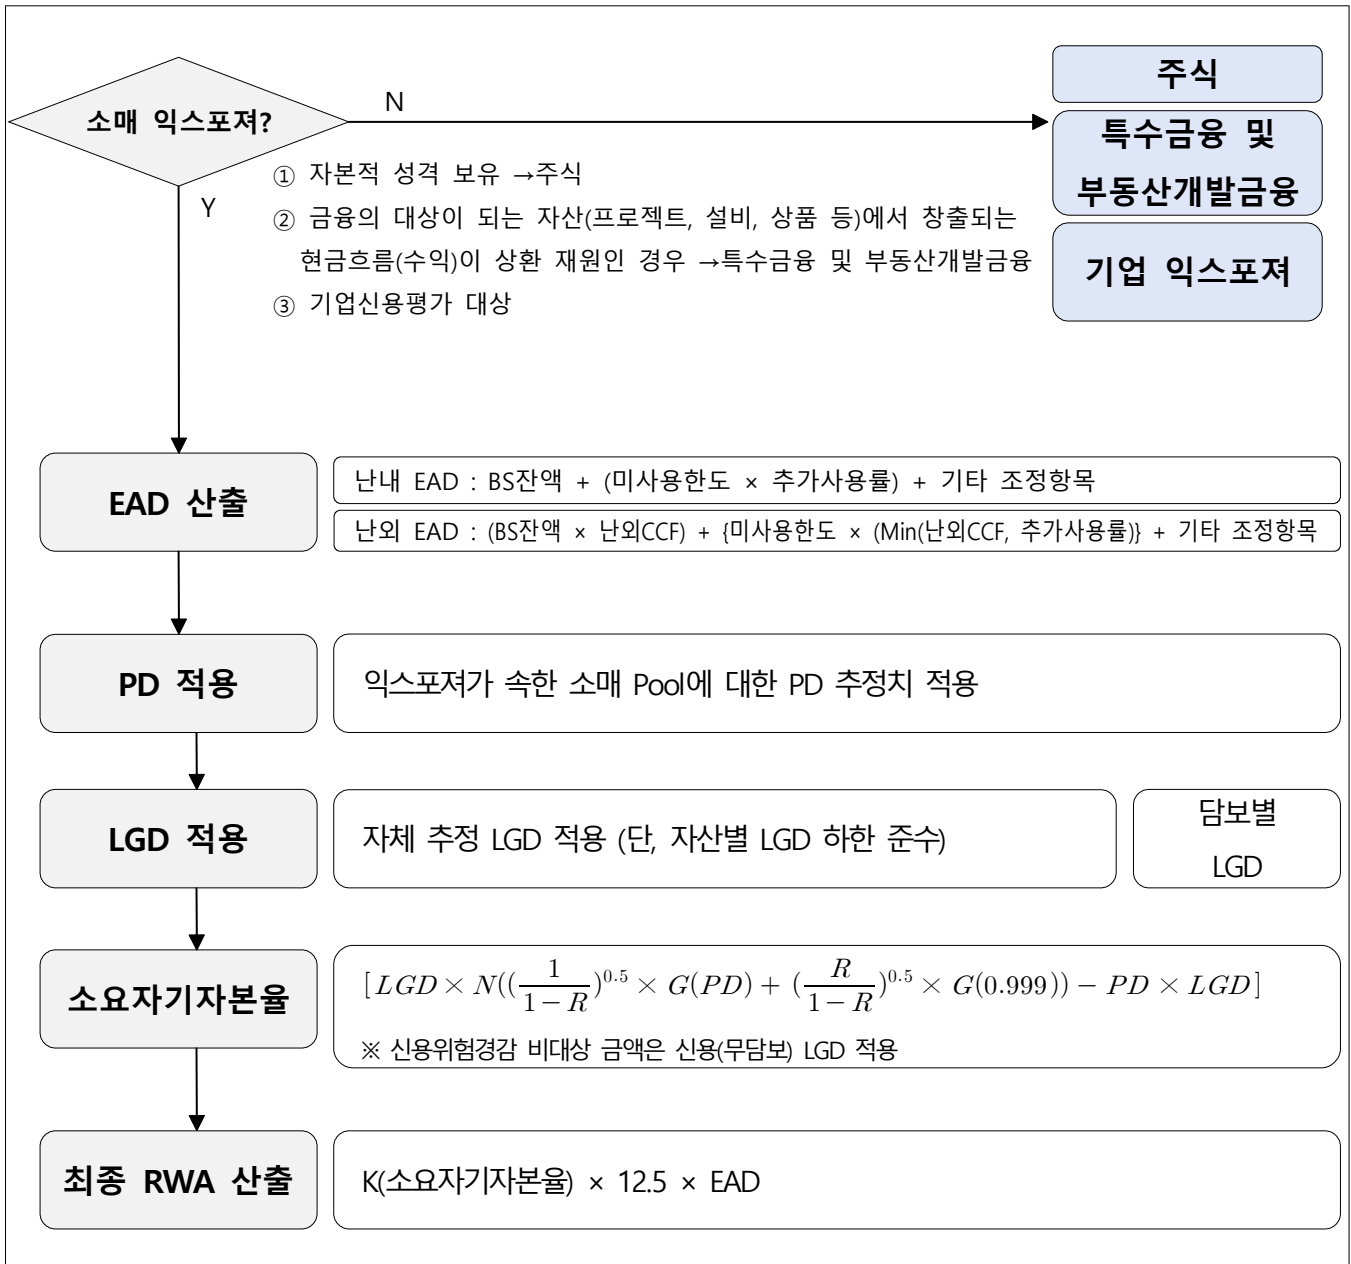 소매 익스포져?
N
Y
주식
특수금융 및
부동산개발금융
기업 익스포져
① 자본적 성격 보유 →주식
② 금융의 대상이 되는 자산(프로젝트, 설비, 상품 등)에서 창출되는
현금흐름(수익)이 상환 재원인 경우 →특수금융 및 부동산개발금융
③ 기업신용평가 대상
EAD 산출
난내 EAD : BS잔액 + (미사용한도 × 추가사용률) + 기타 조정항목
난외 EAD : (BS잔액 × 난외CCF) + {미사용한도 × (Min(난외CCF, 추가사용률)} + 기타 조정항목
PD 적용
익스포져가 속한 소매 Pool에 대한 PD 추정치 적용
LGD 적용
자체 추정 LGD 적용 (단, 자산별 LGD 하한 준수)
담보별
LGD
소요자기자본율
$[LGD \times N((\frac{1}{1-R})^{0.5} \times G(PD) + (\frac{R}{1-R})^{0.5} \times G(0.999)) - PD \times LGD]$
※ 신용위험경감 비대상 금액은 신용(무담보) LGD 적용
최종 RWA 산출
K(소요자기자본율) × 12.5 × EAD